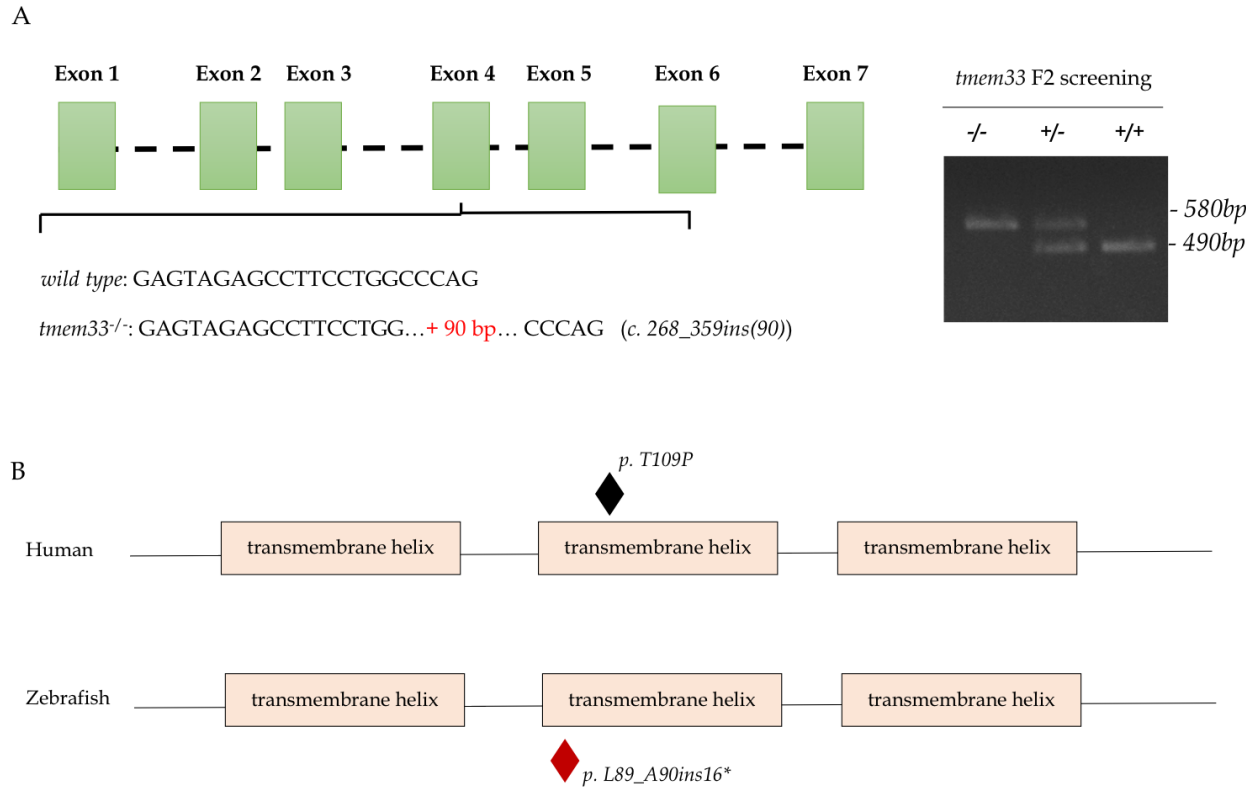 A
Exon 1 Exon 2 Exon 3 Exon 4 Exon 5 Exon 6 Exon 7
tmem33 F2 screening
-/- +/- +/+
- 580bp
- 490bp
wild type: GAGTAGAGCCTTCCTGGCCCAG
tmem33-/-: GAGTAGAGCCTTCCTGG…+ 90 bp… CCCAG (c. 268_359ins(90))
B
p. T109P
Human transmembrane helix transmembrane helix transmembrane helix
Zebrafish transmembrane helix transmembrane helix transmembrane helix
p. L89_A90ins16*